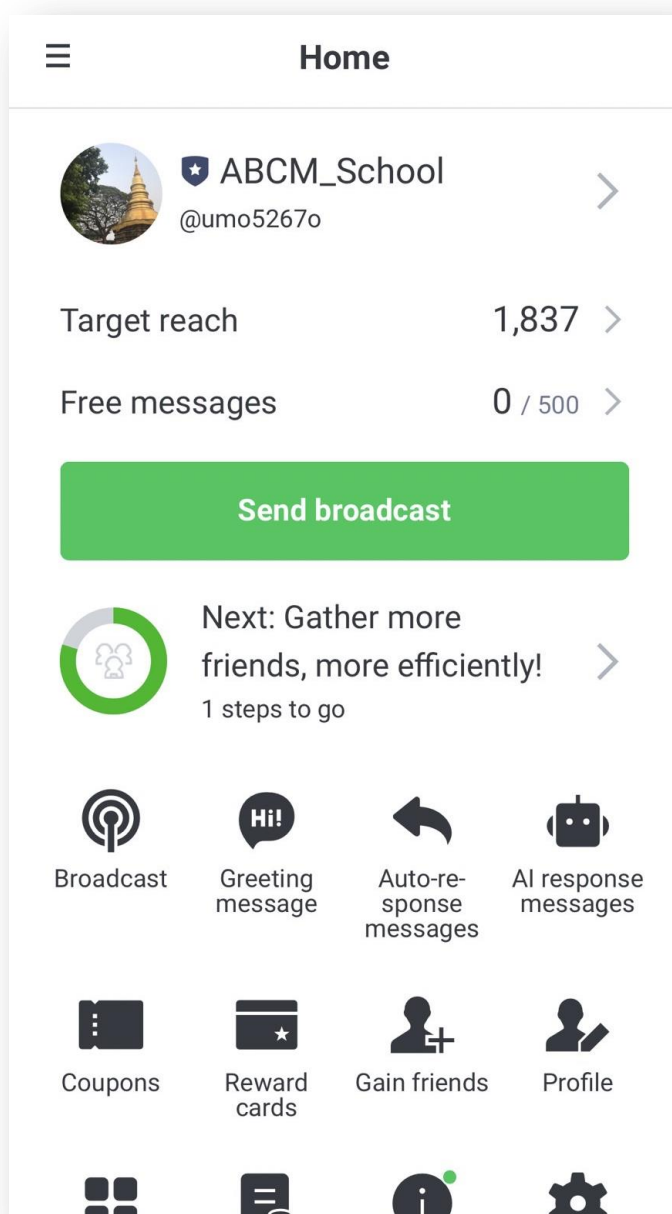 Home
ABCM_School
@umo5267o
Target reach
1,837
Free messages
0 / 500
Send broadcast
Next: Gather more
friends, more efficiently!
1 steps to go
Hi!
Broadcast
Greeting
message
Auto-re-
sponse
messages
AI response
messages
Coupons
Reward
cards
Gain friends
Profile